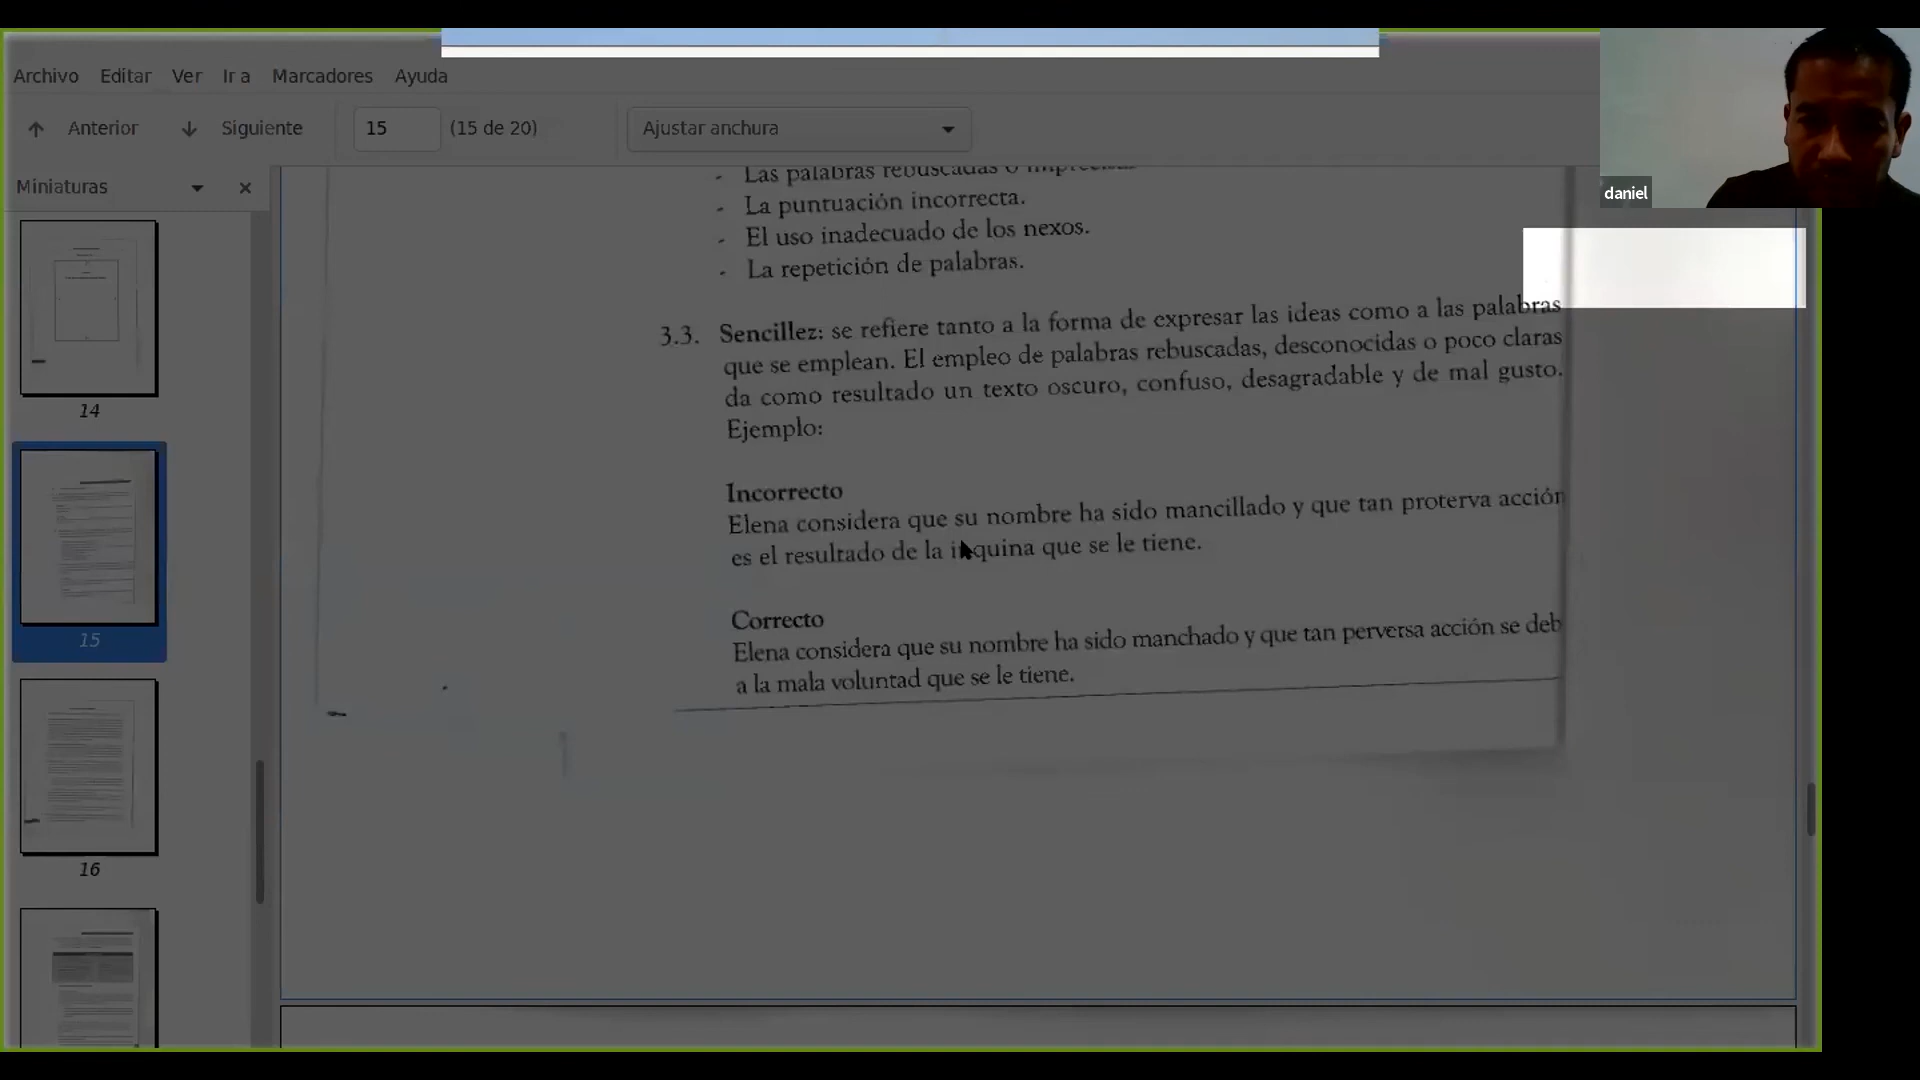 Archivo Editar Ver Ir a Marcadores Ayuda
Anterior Siguiente 15 (15 de 20) Ajustar anchura
Miniaturas
daniel
14
15
16
- Las palabras rebuscadas o
- La puntuación incorrecta.
- El uso inadecuado de los nexos.
- La repetición de palabras.
3.3. Sencillez: se refiere tanto a la forma de expresar las ideas como a las palabras
que se emplean. El empleo de palabras rebuscadas, desconocidas o poco claras
da como resultado un texto oscuro, confuso, desagradable y de mal gusto.
Ejemplo:
Incorrecto
Elena considera que su nombre ha sido mancillado y que tan proterva acción
es el resultado de la inquina que se le tiene.
Correcto
Elena considera que su nombre ha sido manchado y que tan perversa acción se deb
a la mala voluntad que se le tiene.